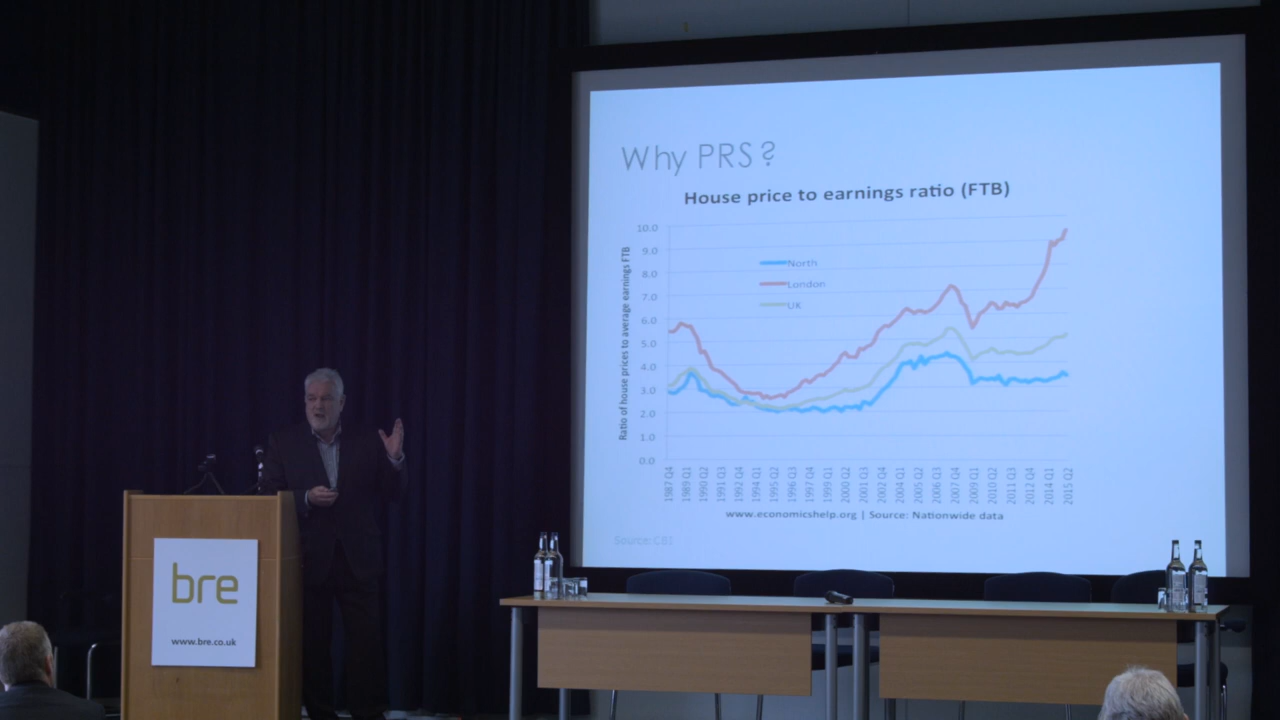 Why PRS?
House price to earnings ratio (FTB)
Ratio of house prices to average earnings FTB
10.0
9.0
8.0
7.0
6.0
5.0
4.0
3.0
2.0
1.0
0.0
North
London
UK
1987 Q4
1989 Q1
1990 Q2
1991 Q3
1992 Q4
1994 Q1
1995 Q2
1996 Q3
1997 Q4
1999 Q1
2000 Q2
2001 Q3
2002 Q4
2004 Q1
2005 Q2
2006 Q3
2007 Q4
2009 Q1
2010 Q2
2011 Q3
2012 Q4
2014 Q1
2015 Q2
www.economicshelp.org | Source: Nationwide data
Source:
bre
www.bre.co.uk